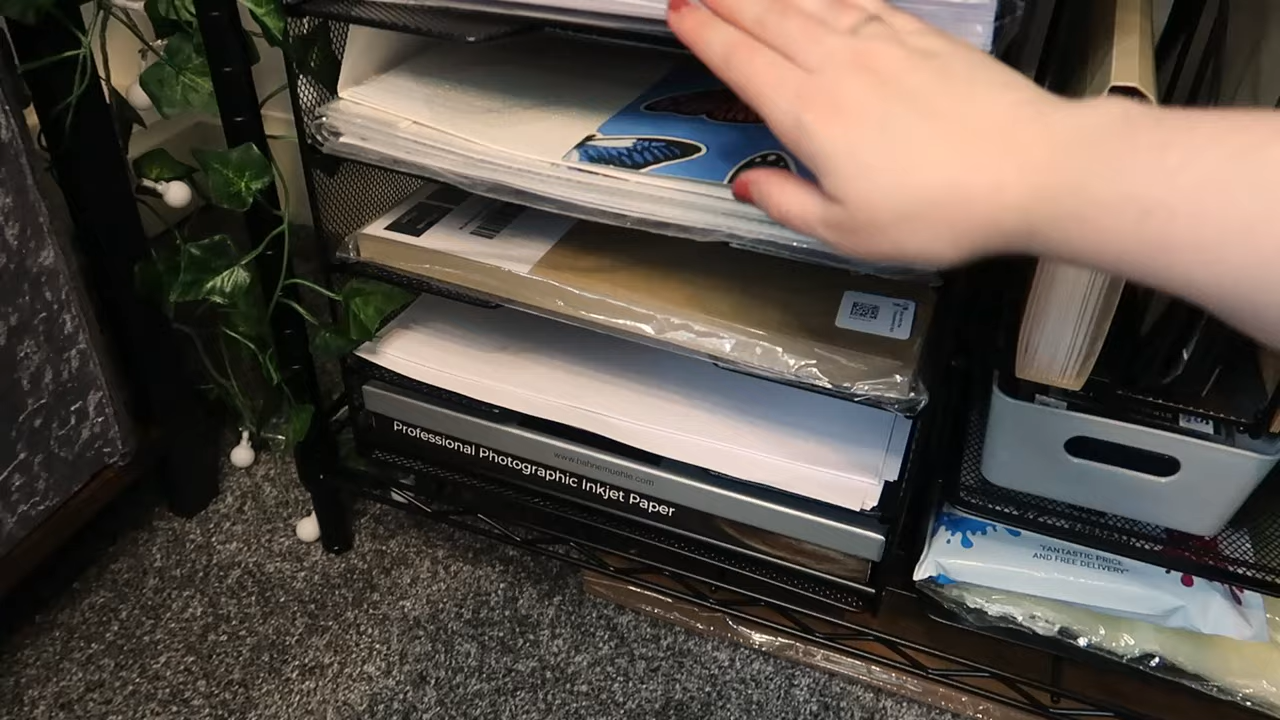 www.hahnemuehle.com
Professional Photographic Inkjet Paper
"FANTASTIC PRICE
AND FREE DELIVERY"